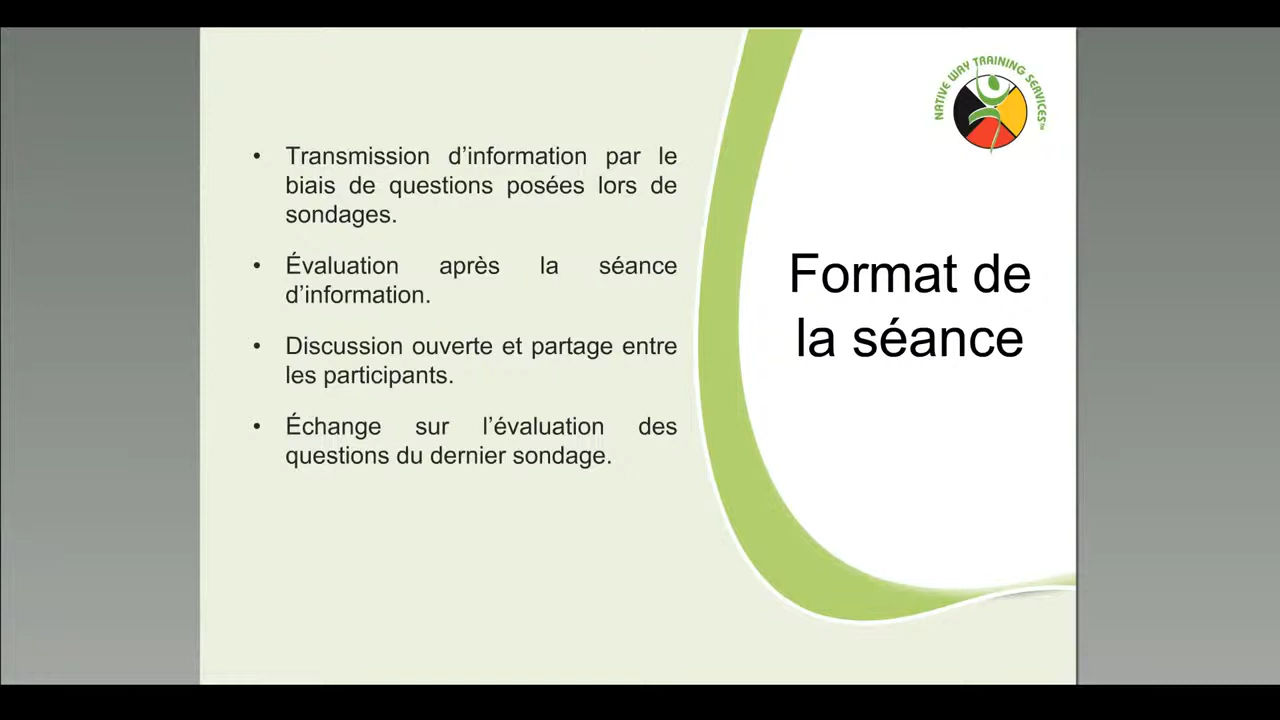 NATIVE WAY TRAINING SERVICES™
• Transmission d’information par le
biais de questions posées lors de
sondages.
• Évaluation après la séance
d’information.
• Discussion ouverte et partage entre
les participants.
• Échange sur l’évaluation des
questions du dernier sondage.
Format de
la séance